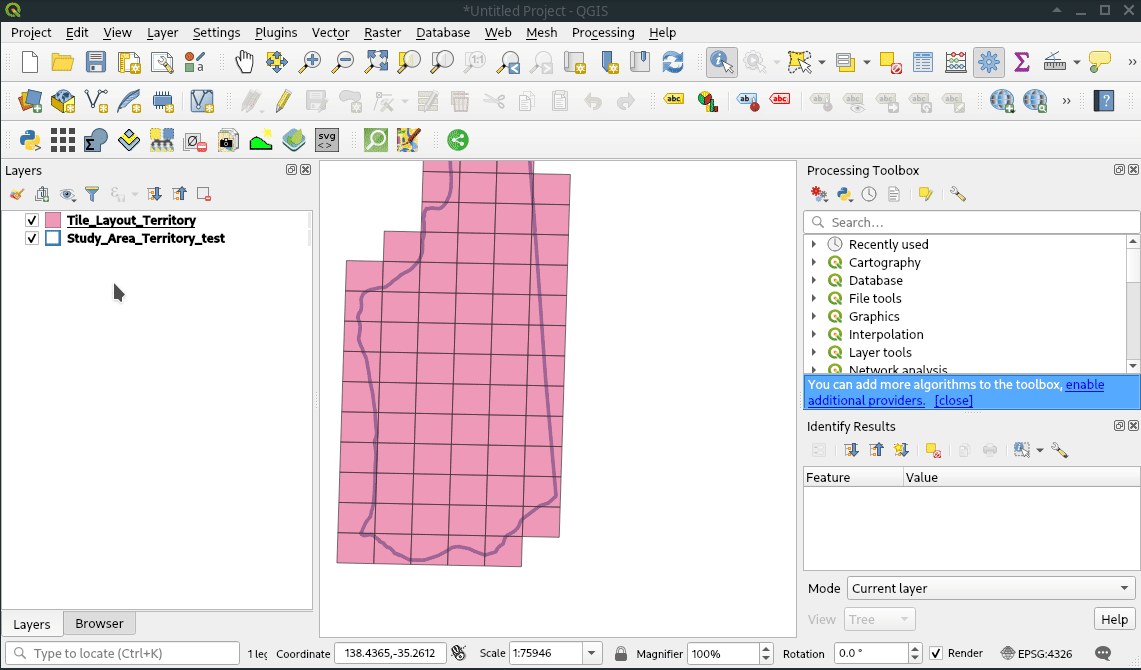 *Untitled Project - QGIS
Project Edit View Layer Settings Plugins Vector Raster Database Web Mesh Processing Help
Layers
Tile_Layout_Territory
Study_Area_Territory_test
Layers Browser
Processing Toolbox
Search...
Recently used
Cartography
Database
File tools
Graphics
Interpolation
Layer tools
Network analysis
You can add more algorithms to the toolbox, enable
additional providers. [close]
Identify Results
Feature Value
Mode Current layer
View Tree Help
Type to locate (Ctrl+K) 1 leg Coordinate 138.4365,-35.2612 Scale 1:75946 Magnifier 100% Rotation 0.0 ° Render EPSG:4326